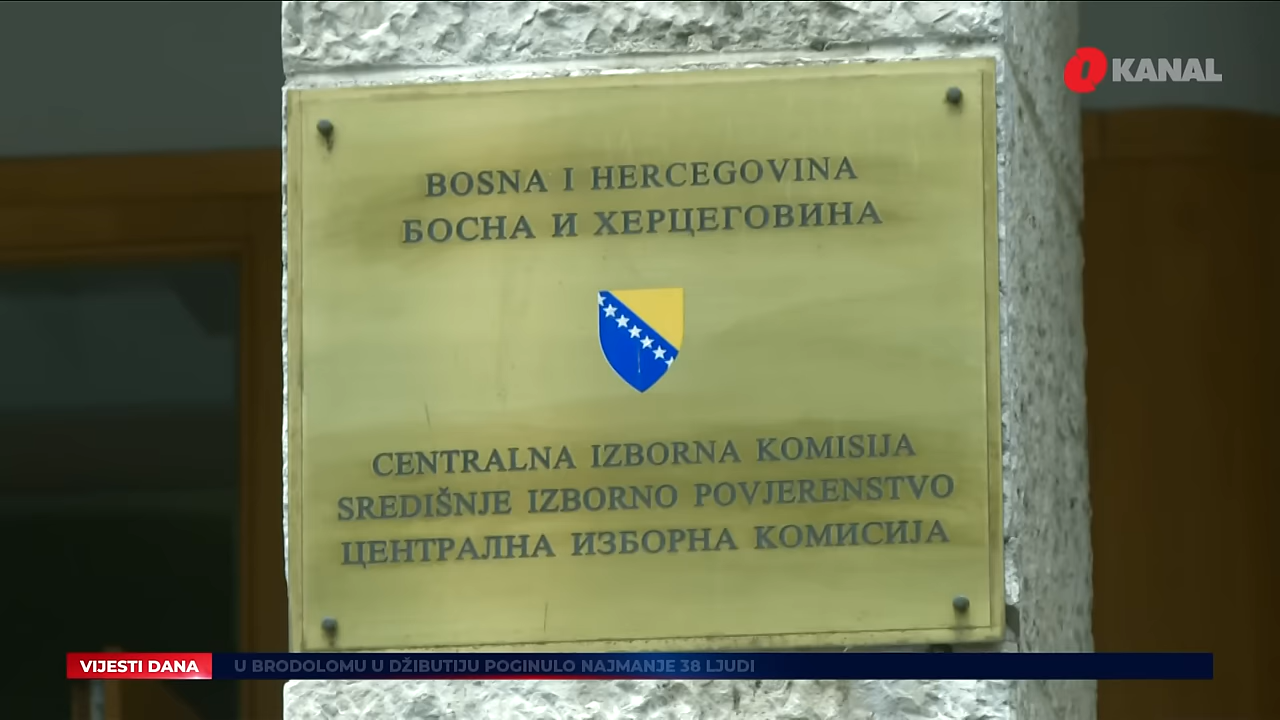 O KANAL
BOSNA I HERCEGOVINA
БОСНА И ХЕРЦЕГОВИНА
CENTRALNA IZBORNA KOMISIJA
SREDIŠNJE IZBORNO POVJERENSTVO
ЦЕНТРАЛНА ИЗБОРНА КОМИСИЈА
VIJESTI DANA
U BRODOLOMU U DŽIBUTIJU POGINULO NAJMANJE 38 LJUDI